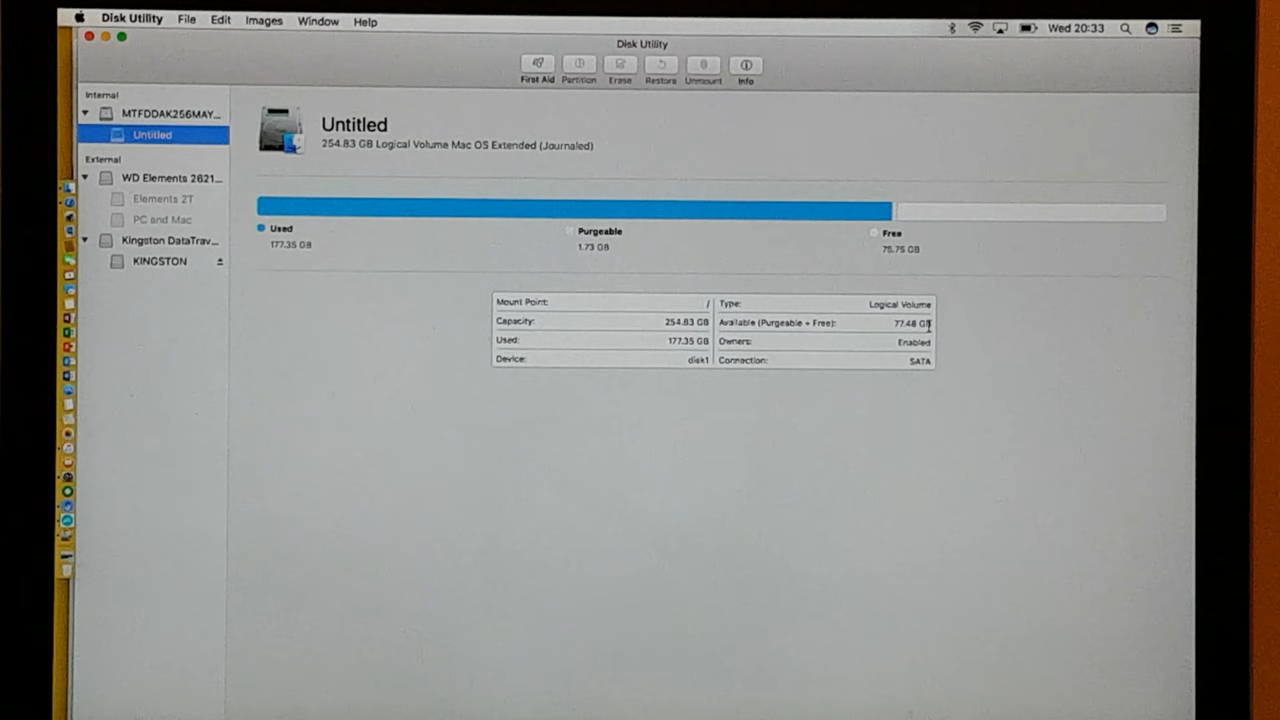 Disk Utility File Edit Images Window Help
Wed 20:33
Disk Utility
First Aid Partition Erase Restore Unmount Info
Internal
MTFDDAK256MAY...
Untitled
External
WD Elements 2621...
Elements 2T
PC and Mac
Kingston DataTrav...
KINGSTON
Untitled
254.83 GB Logical Volume Mac OS Extended (Journaled)
Used
177.35 GB
Purgeable
1.73 GB
Free
75.75 GB
Mount Point: /
Capacity: 254.83 GB
Used: 177.35 GB
Device: disk1
Type: Logical Volume
Available (Purgeable + Free): 77.48 GB
Owners: Enabled
Connection: SATA